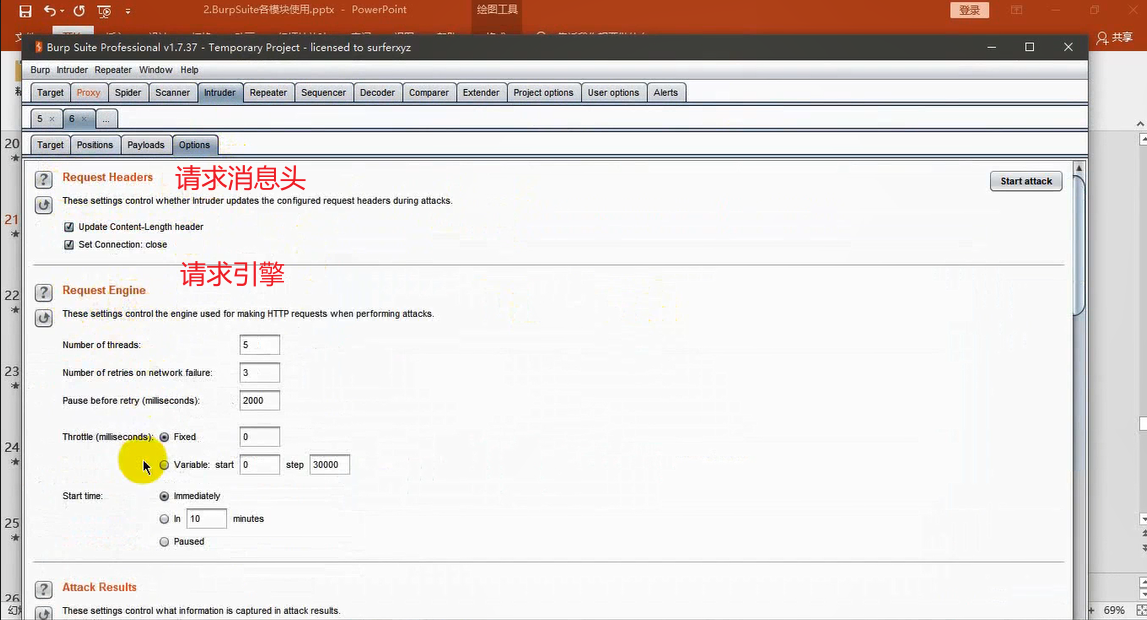 2.BurpSuite各模块使用.pptx - PowerPoint
绘图工具
登录
共享
Burp Suite Professional v1.7.37 - Temporary Project - licensed to surferxyz
Burp Intruder Repeater Window Help
Target Proxy Spider Scanner Intruder Repeater Sequencer Decoder Comparer Extender Project options User options Alerts
5 × 6 × ...
Target Positions Payloads Options
20
21
22
23
24
25
26
? Request Headers 请求消息头
Start attack
These settings control whether Intruder updates the configured request headers during attacks.
Update Content-Length header
Set Connection: close
请求引擎
? Request Engine
These settings control the engine used for making HTTP requests when performing attacks.
Number of threads: 5
Number of retries on network failure: 3
Pause before retry (milliseconds): 2000
Throttle (milliseconds): Fixed 0
Variable: start 0 step 30000
Start time: Immediately
In 10 minutes
Paused
? Attack Results
These settings control what information is captured in attack results.
+ 69%